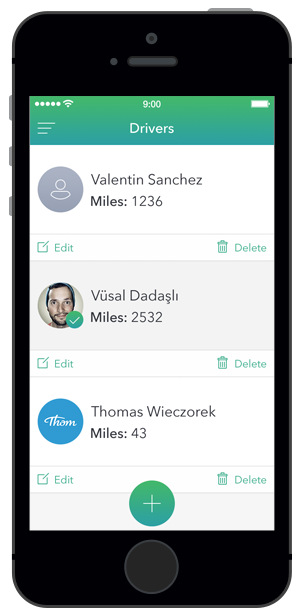 9:00
Drivers
Valentin Sanchez
Miles: 1236
Edit Delete
Vüsal Dadaşlı
Miles: 2532
Edit Delete
Thom
Thomas Wieczorek
Miles: 43
Edit Delete